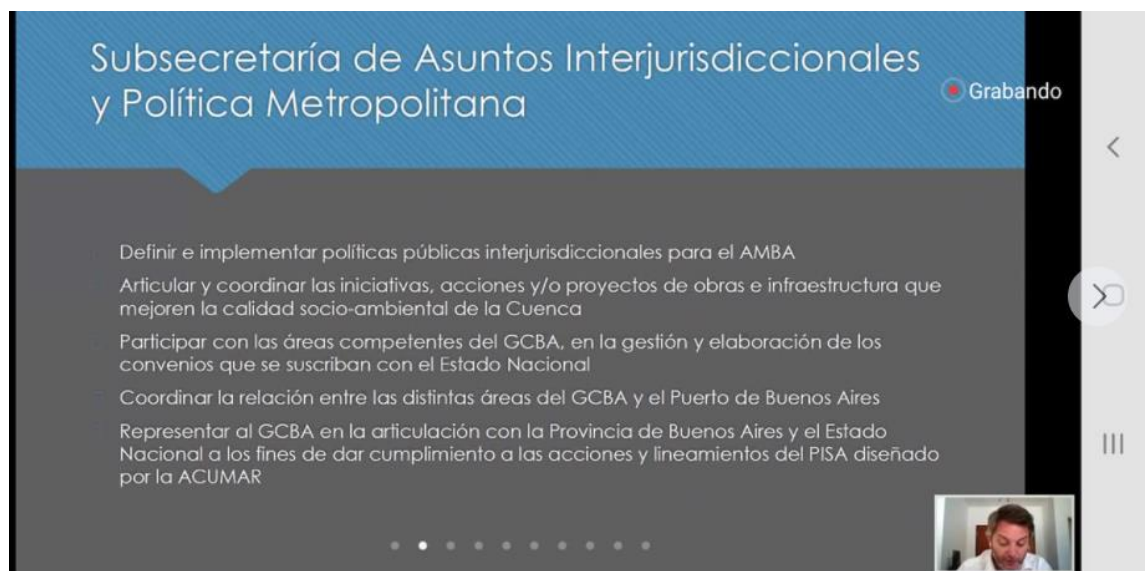 Subsecretaría de Asuntos Interjurisdiccionales
y Política Metropolitana
Grabando
Definir e implementar políticas públicas interjurisdiccionales para el AMBA
Articular y coordinar las iniciativas, acciones y/o proyectos de obras e infraestructura que
mejoren la calidad socio-ambiental de la Cuenca
Participar con las áreas competentes del GCBA, en la gestión y elaboración de los
convenios que se suscriban con el Estado Nacional
Coordinar la relación entre las distintas áreas del GCBA y el Puerto de Buenos Aires
Representar al GCBA en la articulación con la Provincia de Buenos Aires y el Estado
Nacional a los fines de dar cumplimiento a las acciones y lineamientos del PISA diseñado
por la ACUMAR